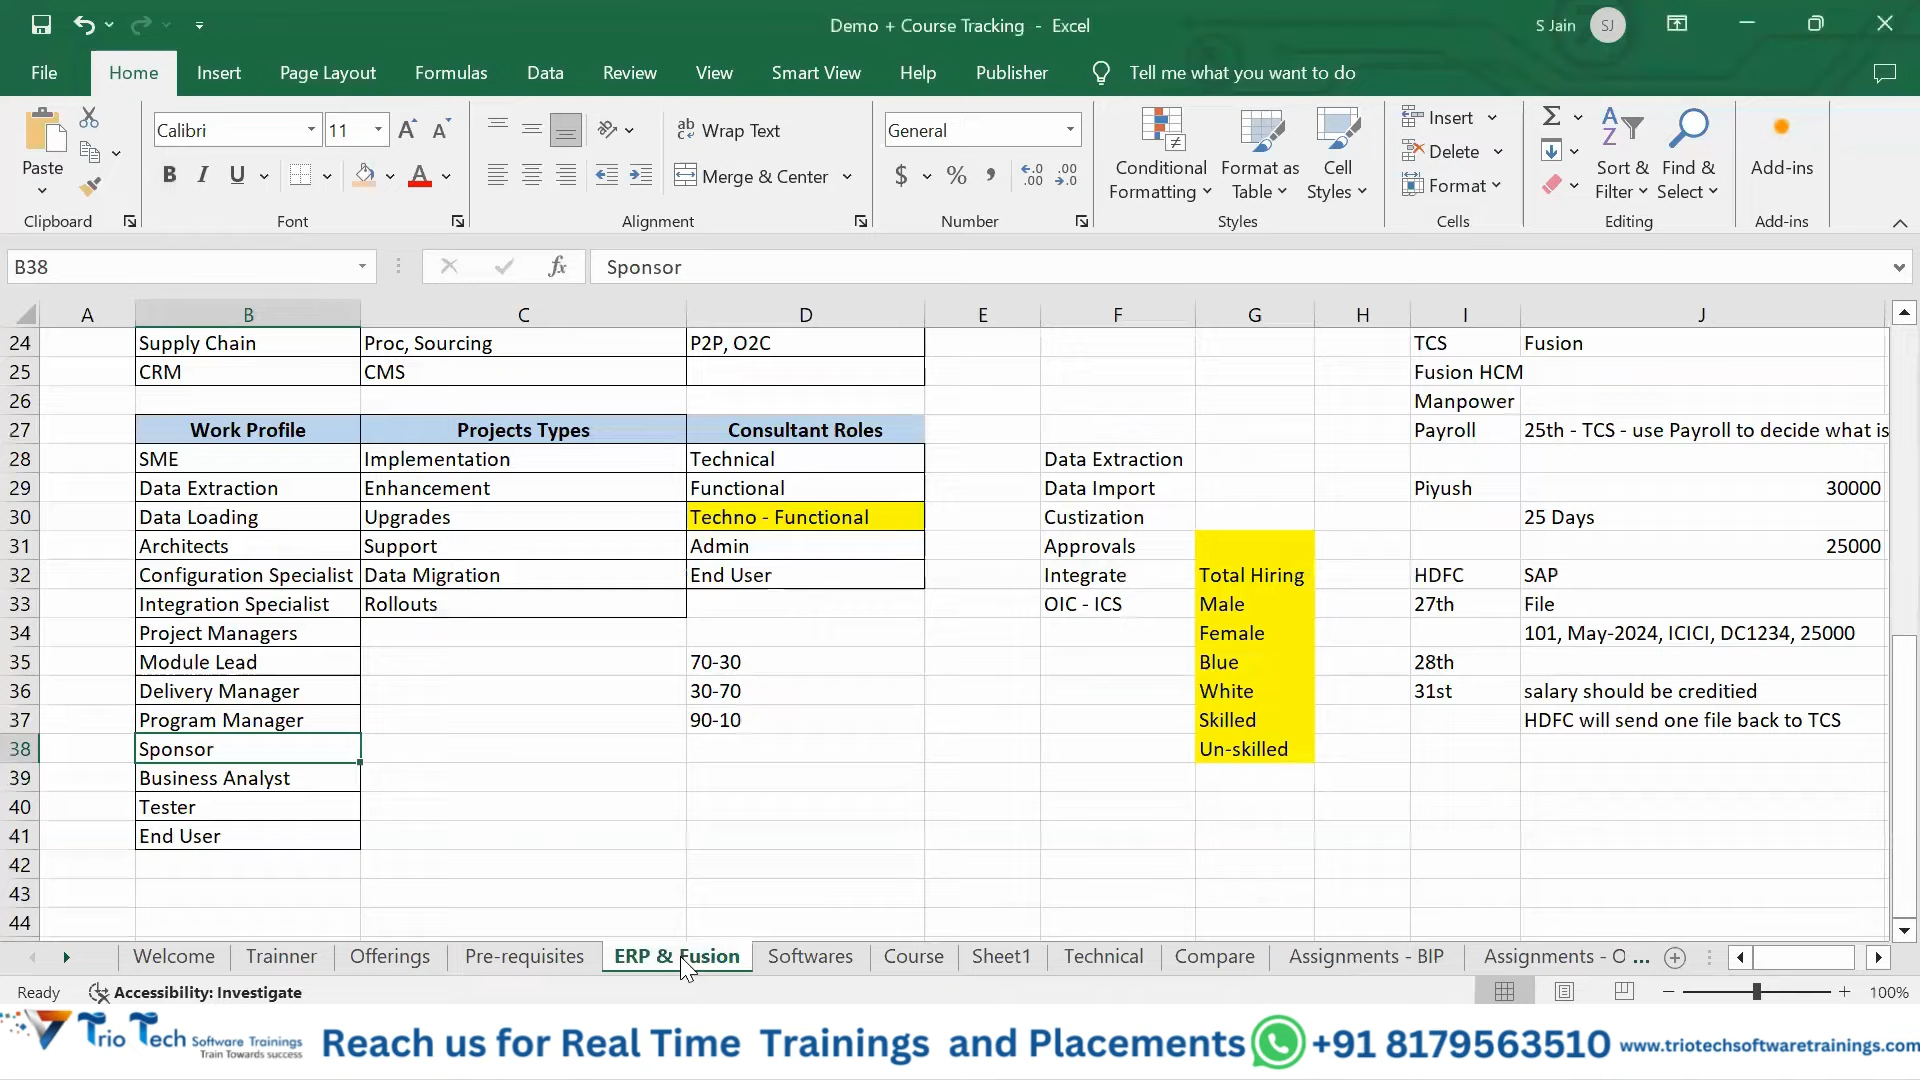 Demo + Course Tracking - Excel
S Jain SJ
File Home Insert Page Layout Formulas Data Review View Smart View Help Publisher Tell me what you want to do
Paste
Clipboard
Calibri 11
B I U
Font
Wrap Text
Merge & Center
Alignment
General
$ % ,
Number
Conditional Formatting
Format as Table
Cell Styles
Styles
Insert
Delete
Format
Cells
Sort & Filter
Find & Select
Editing
Add-ins
Add-ins
B38 fx Sponsor
A B C D E F G H I J
24 Supply Chain Proc, Sourcing P2P, O2C TCS Fusion
25 CRM CMS Fusion HCM
26 Manpower
27 Work Profile Projects Types Consultant Roles Payroll 25th - TCS - use Payroll to decide what is
28 SME Implementation Technical Data Extraction
29 Data Extraction Enhancement Functional Data Import Piyush 30000
30 Data Loading Upgrades Techno - Functional Custization 25 Days
31 Architects Support Admin Approvals 25000
32 Configuration Specialist Data Migration End User Integrate Total Hiring HDFC SAP
33 Integration Specialist Rollouts OIC - ICS Male 27th File
34 Project Managers Female 101, May-2024, ICICI, DC1234, 25000
35 Module Lead 70-30 Blue 28th
36 Delivery Manager 30-70 White 31st salary should be creditied
37 Program Manager 90-10 Skilled HDFC will send one file back to TCS
38 Sponsor Un-skilled
39 Business Analyst
40 Tester
41 End User
42
43
44
Welcome Trainner Offerings Pre-requisites ERP & Fusion Softwares Course Sheet1 Technical Compare Assignments - BIP Assignments - O ...
Ready Accessibility: Investigate 100%
Trio Tech Software Trainings
Train Towards success
Reach us for Real Time Trainings and Placements +91 8179563510 www.triotechsoftwaretrainings.com